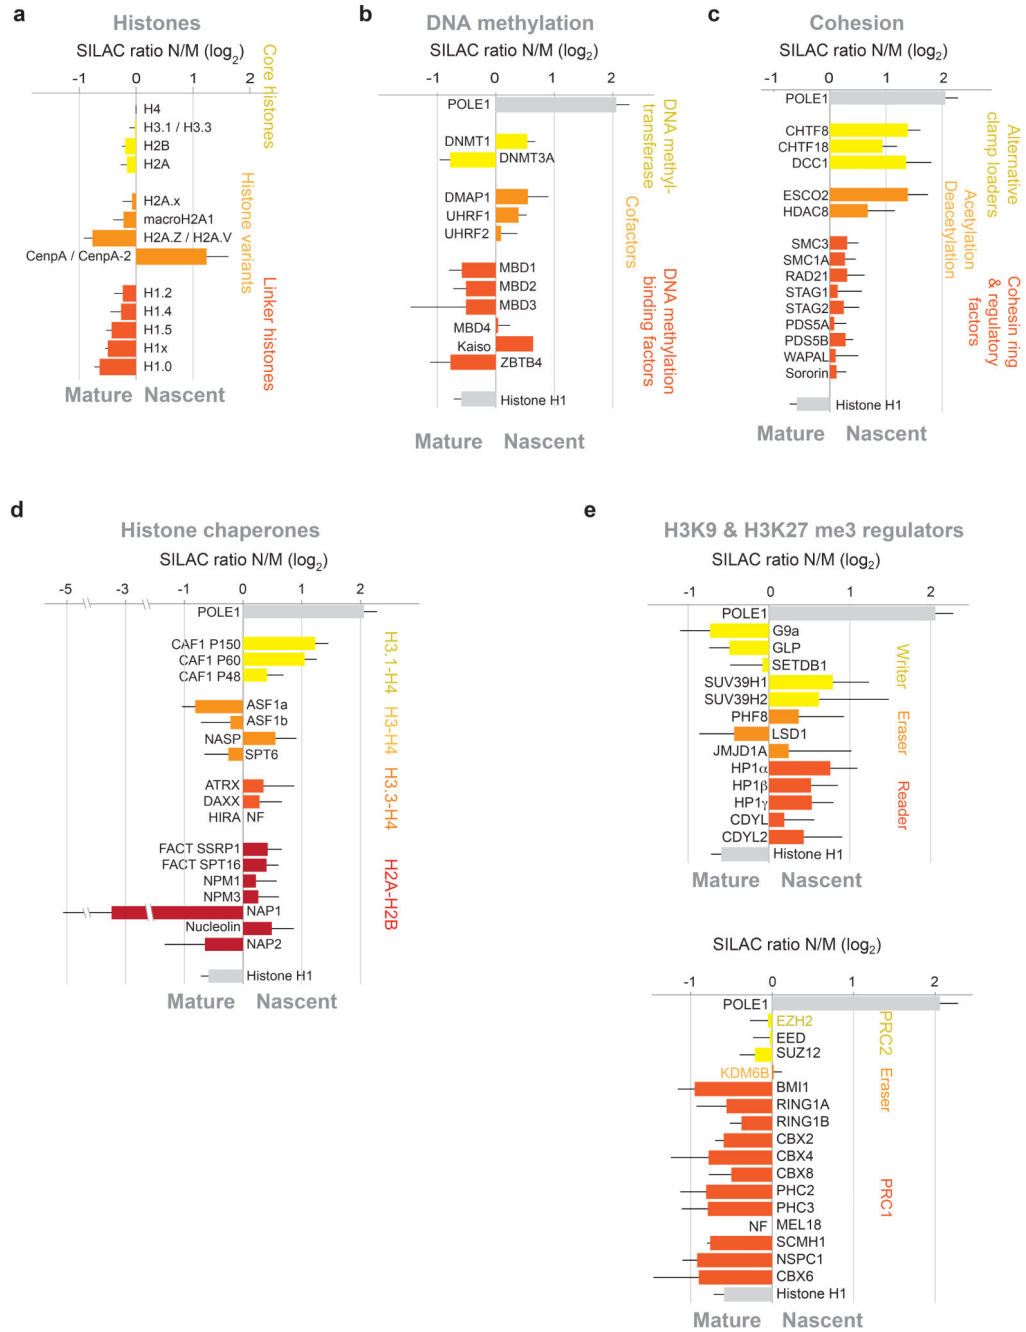 a
Histones
SILAC ratio N/M (log2)
-1 0 1 2
H4
H3.1 / H3.3
H2B
H2A
Core histones
H2A.x
macroH2A1
H2A.Z / H2A.V
CenpA / CenpA-2
Histone variants
H1.2
H1.4
H1.5
H1x
H1.0
Linker histones
Mature Nascent
b
DNA methylation
SILAC ratio N/M (log2)
-1 0 1 2
POLE1
DNMT1
DNMT3A
DNA methyl-
transferase
DMAP1
UHRF1
UHRF2
Cofactors
MBD1
MBD2
MBD3
MBD4
Kaiso
ZBTB4
DNA methylation
binding factors
Histone H1
Mature Nascent
c
Cohesion
SILAC ratio N/M (log2)
-1 0 1 2
POLE1
CHTF8
CHTF18
DCC1
Alternative
clamp loaders
ESCO2
HDAC8
Acetylation
Deacetylation
SMC3
SMC1A
RAD21
STAG1
STAG2
PDS5A
PDS5B
WAPAL
Sororin
Cohesin ring
& regulatory
factors
Histone H1
Mature Nascent
d
Histone chaperones
SILAC ratio N/M (log2)
-5 -3 -1 0 1 2
POLE1
CAF1 P150
CAF1 P60
CAF1 P48
H3.1-H4
ASF1a
ASF1b
NASP
SPT6
H3-H4
ATRX
DAXX
HIRA NF
H3.3-H4
FACT SSRP1
FACT SPT16
NPM1
NPM3
NAP1
Nucleolin
NAP2
H2A-H2B
Histone H1
Mature Nascent
e
H3K9 & H3K27 me3 regulators
SILAC ratio N/M (log2)
-1 0 1 2
POLE1
G9a
GLP
SETDB1
SUV39H1
SUV39H2
Writer
PHF8
LSD1
JMJD1A
Eraser
HP1α
HP1β
HP1γ
CDYL
CDYL2
Reader
Histone H1
Mature Nascent
SILAC ratio N/M (log2)
-1 0 1 2
POLE1
EZH2
EED
SUZ12
PRC2
KDM6B
Eraser
BMI1
RING1A
RING1B
CBX2
CBX4
CBX8
PHC2
PHC3
NF MEL18
SCMH1
NSPC1
CBX6
PRC1
Histone H1
Mature Nascent